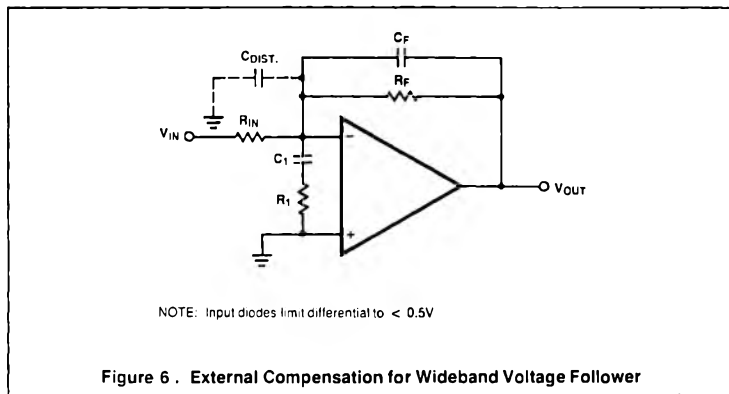 CF
CDIST.
RF
RIN
VIN
−
C1
R1
VOUT
+
NOTE: Input diodes limit differential to < 0.5V
Figure 6 . External Compensation for Wideband Voltage Follower